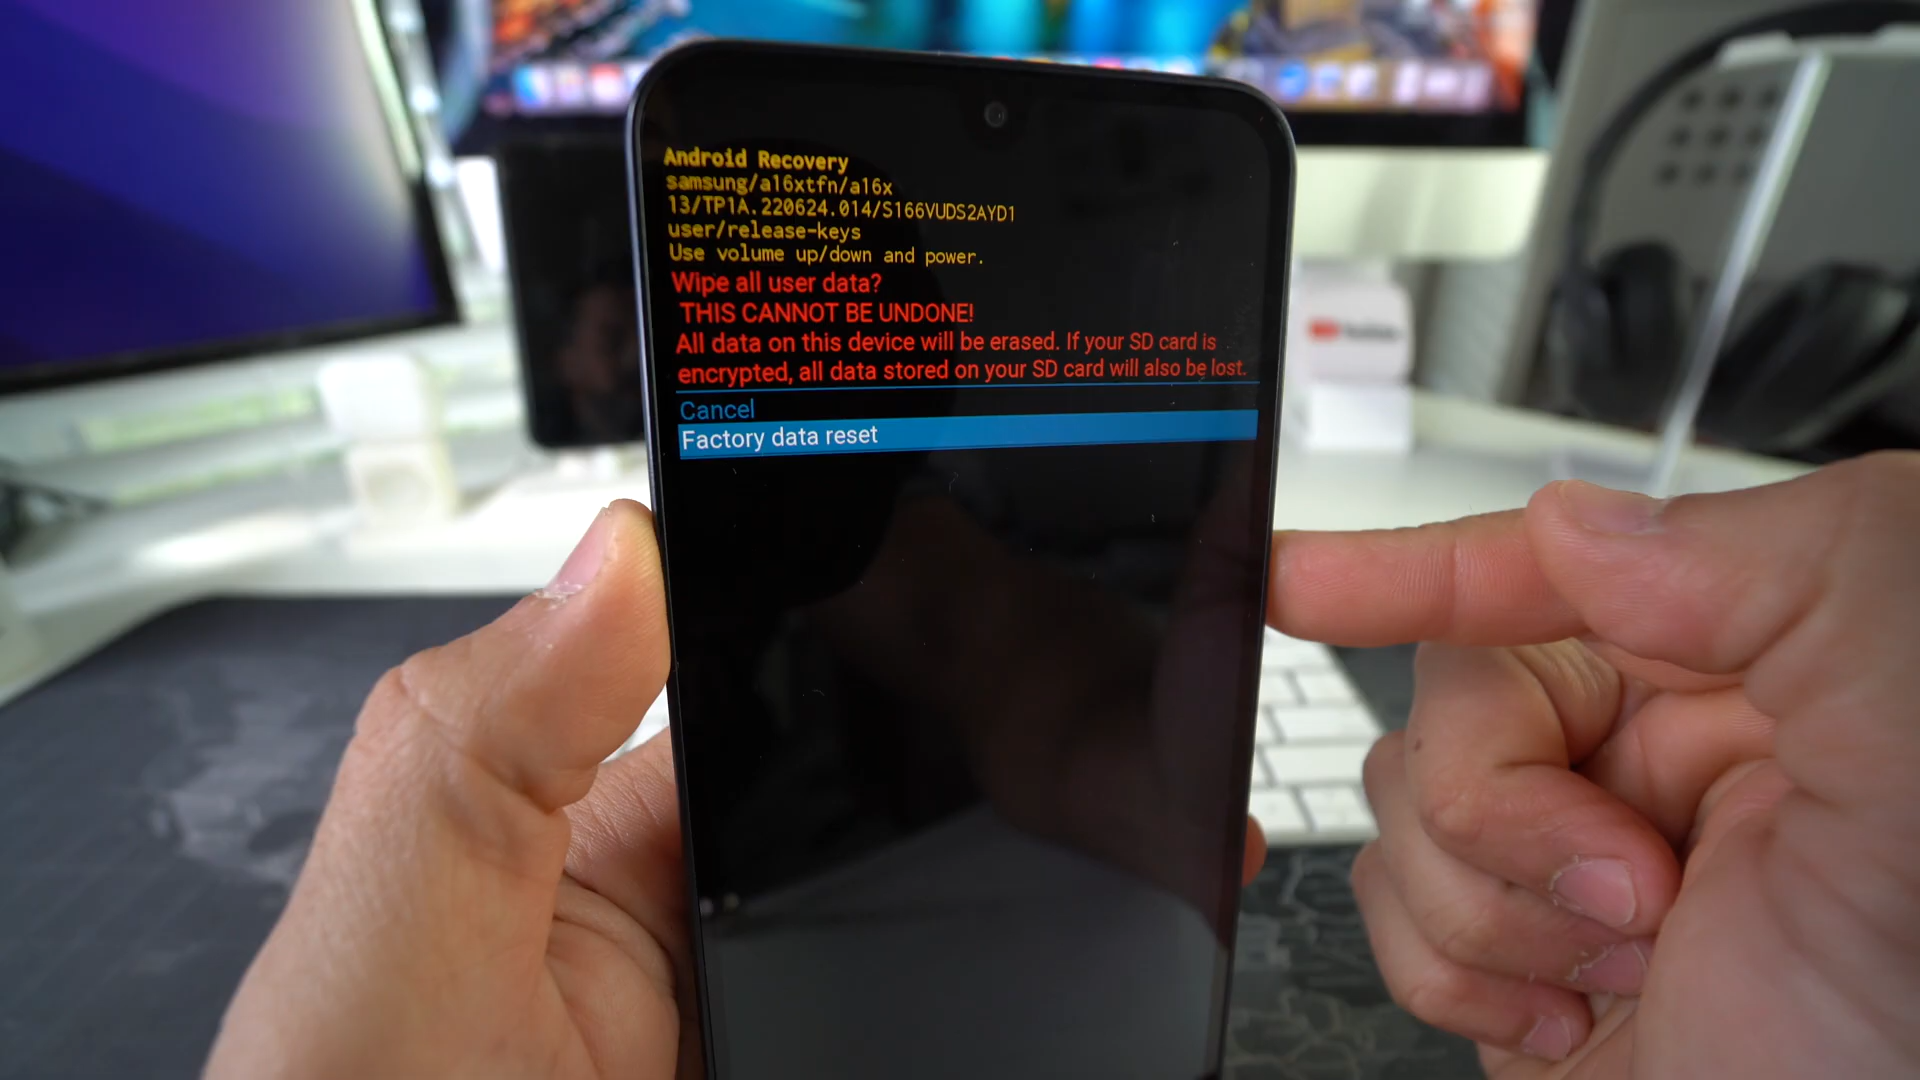 Android Recovery
samsung/a16xtfn/a16x
13/TP1A.220624.014/S166VUDS2AYD1
user/release-keys
Use volume up/down and power.
Wipe all user data?
THIS CANNOT BE UNDONE!
All data on this device will be erased. If your SD card is
encrypted, all data stored on your SD card will also be lost.
Cancel
Factory data reset
YouTube